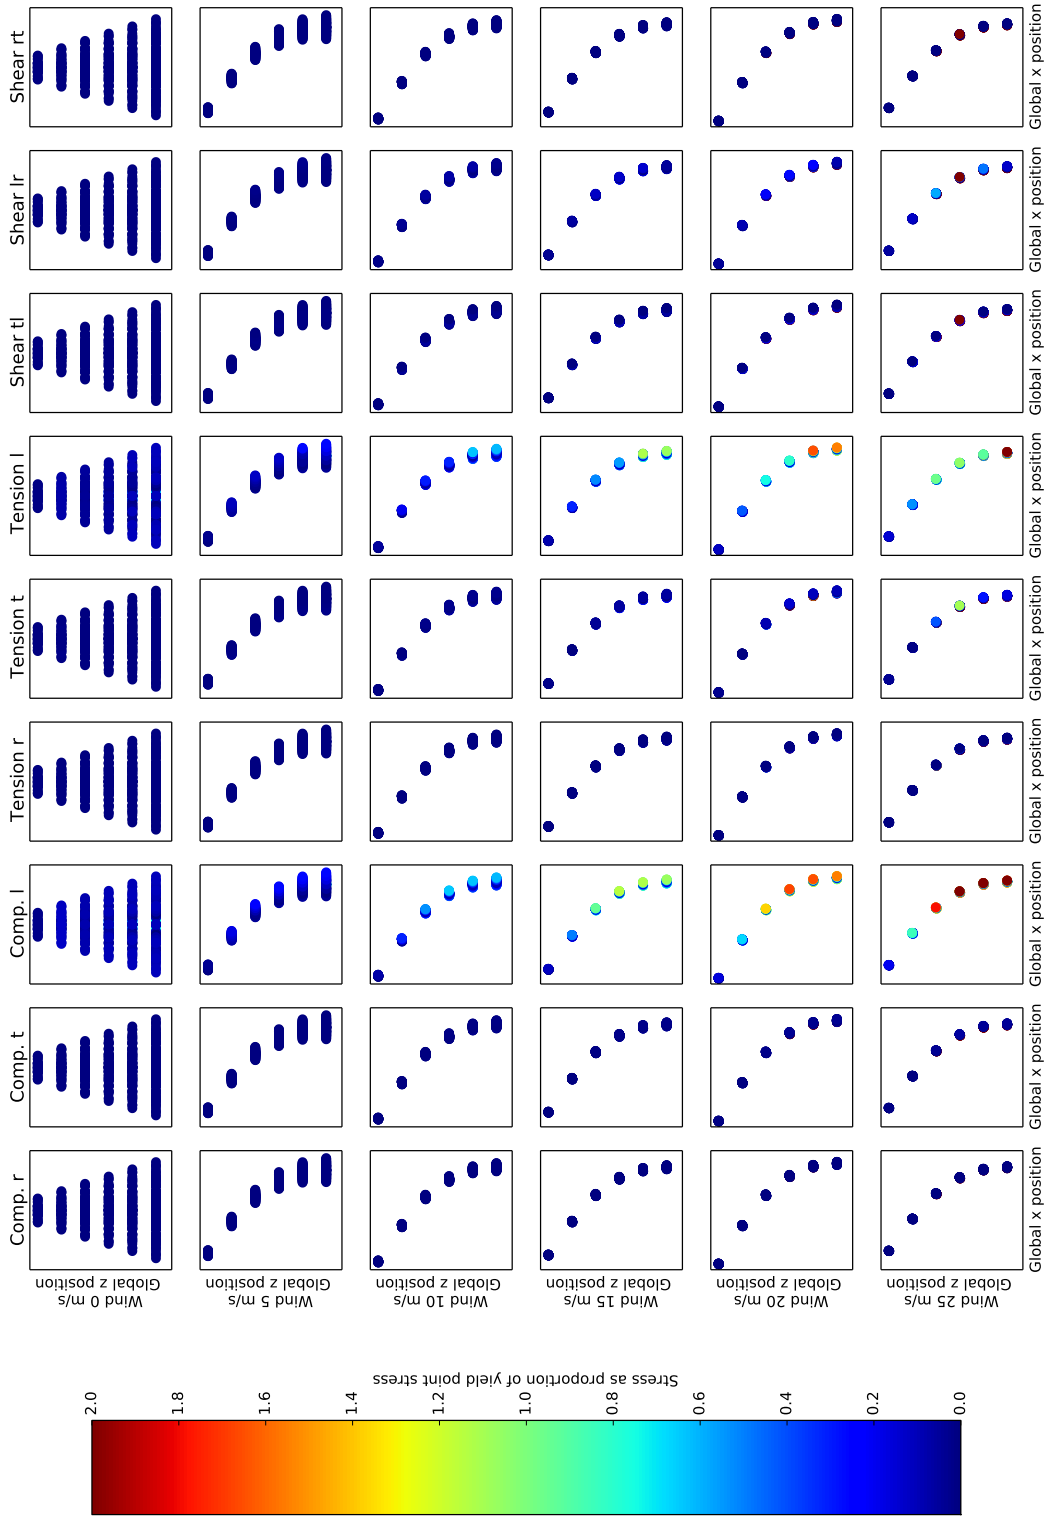 Comp. r
Comp. t
Comp. l
Tension r
Tension t
Tension l
Shear tl
Shear lr
Shear rt
Wind 0 m/s
Global z position
Wind 5 m/s
Global z position
Wind 10 m/s
Global z position
Wind 15 m/s
Global z position
Wind 20 m/s
Global z position
Wind 25 m/s
Global z position
Global x position
Global x position
Global x position
Global x position
Global x position
Global x position
Global x position
Global x position
Global x position
2.0
1.8
1.6
1.4
1.2
1.0
0.8
0.6
0.4
0.2
0.0
Stress as proportion of yield point stress